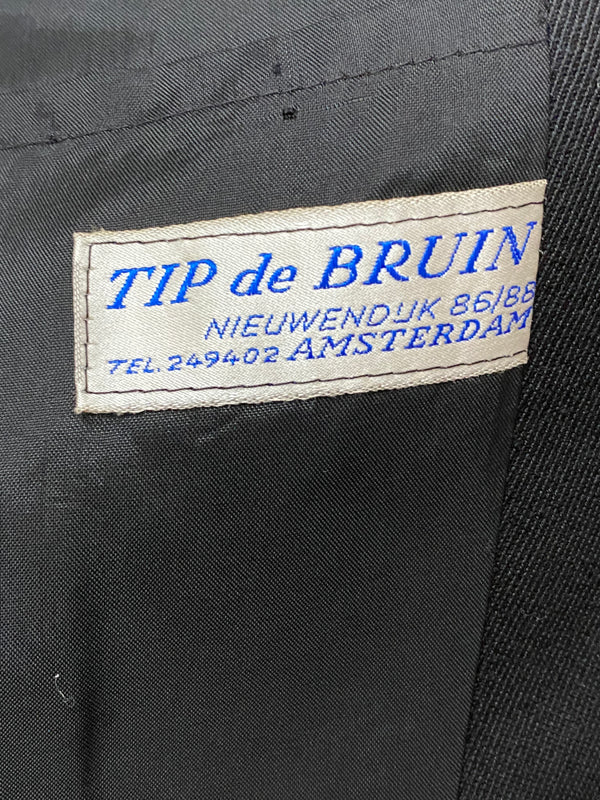 TIP de BRUIN
NIEUWENDIJK 86/88
TEL. 249402 AMSTERDAM